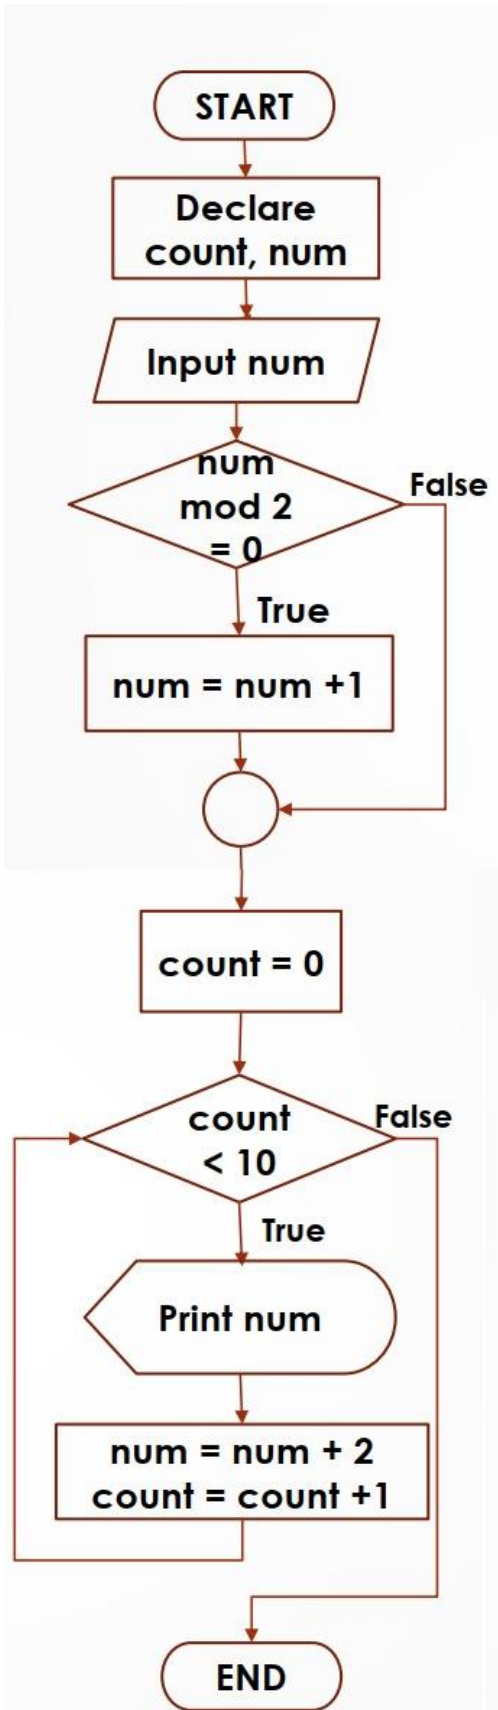 START
Declare
count, num
Input num
num
mod 2
= 0
False
True
num = num +1
count = 0
count
< 10
False
True
Print num
num = num + 2
count = count +1
END